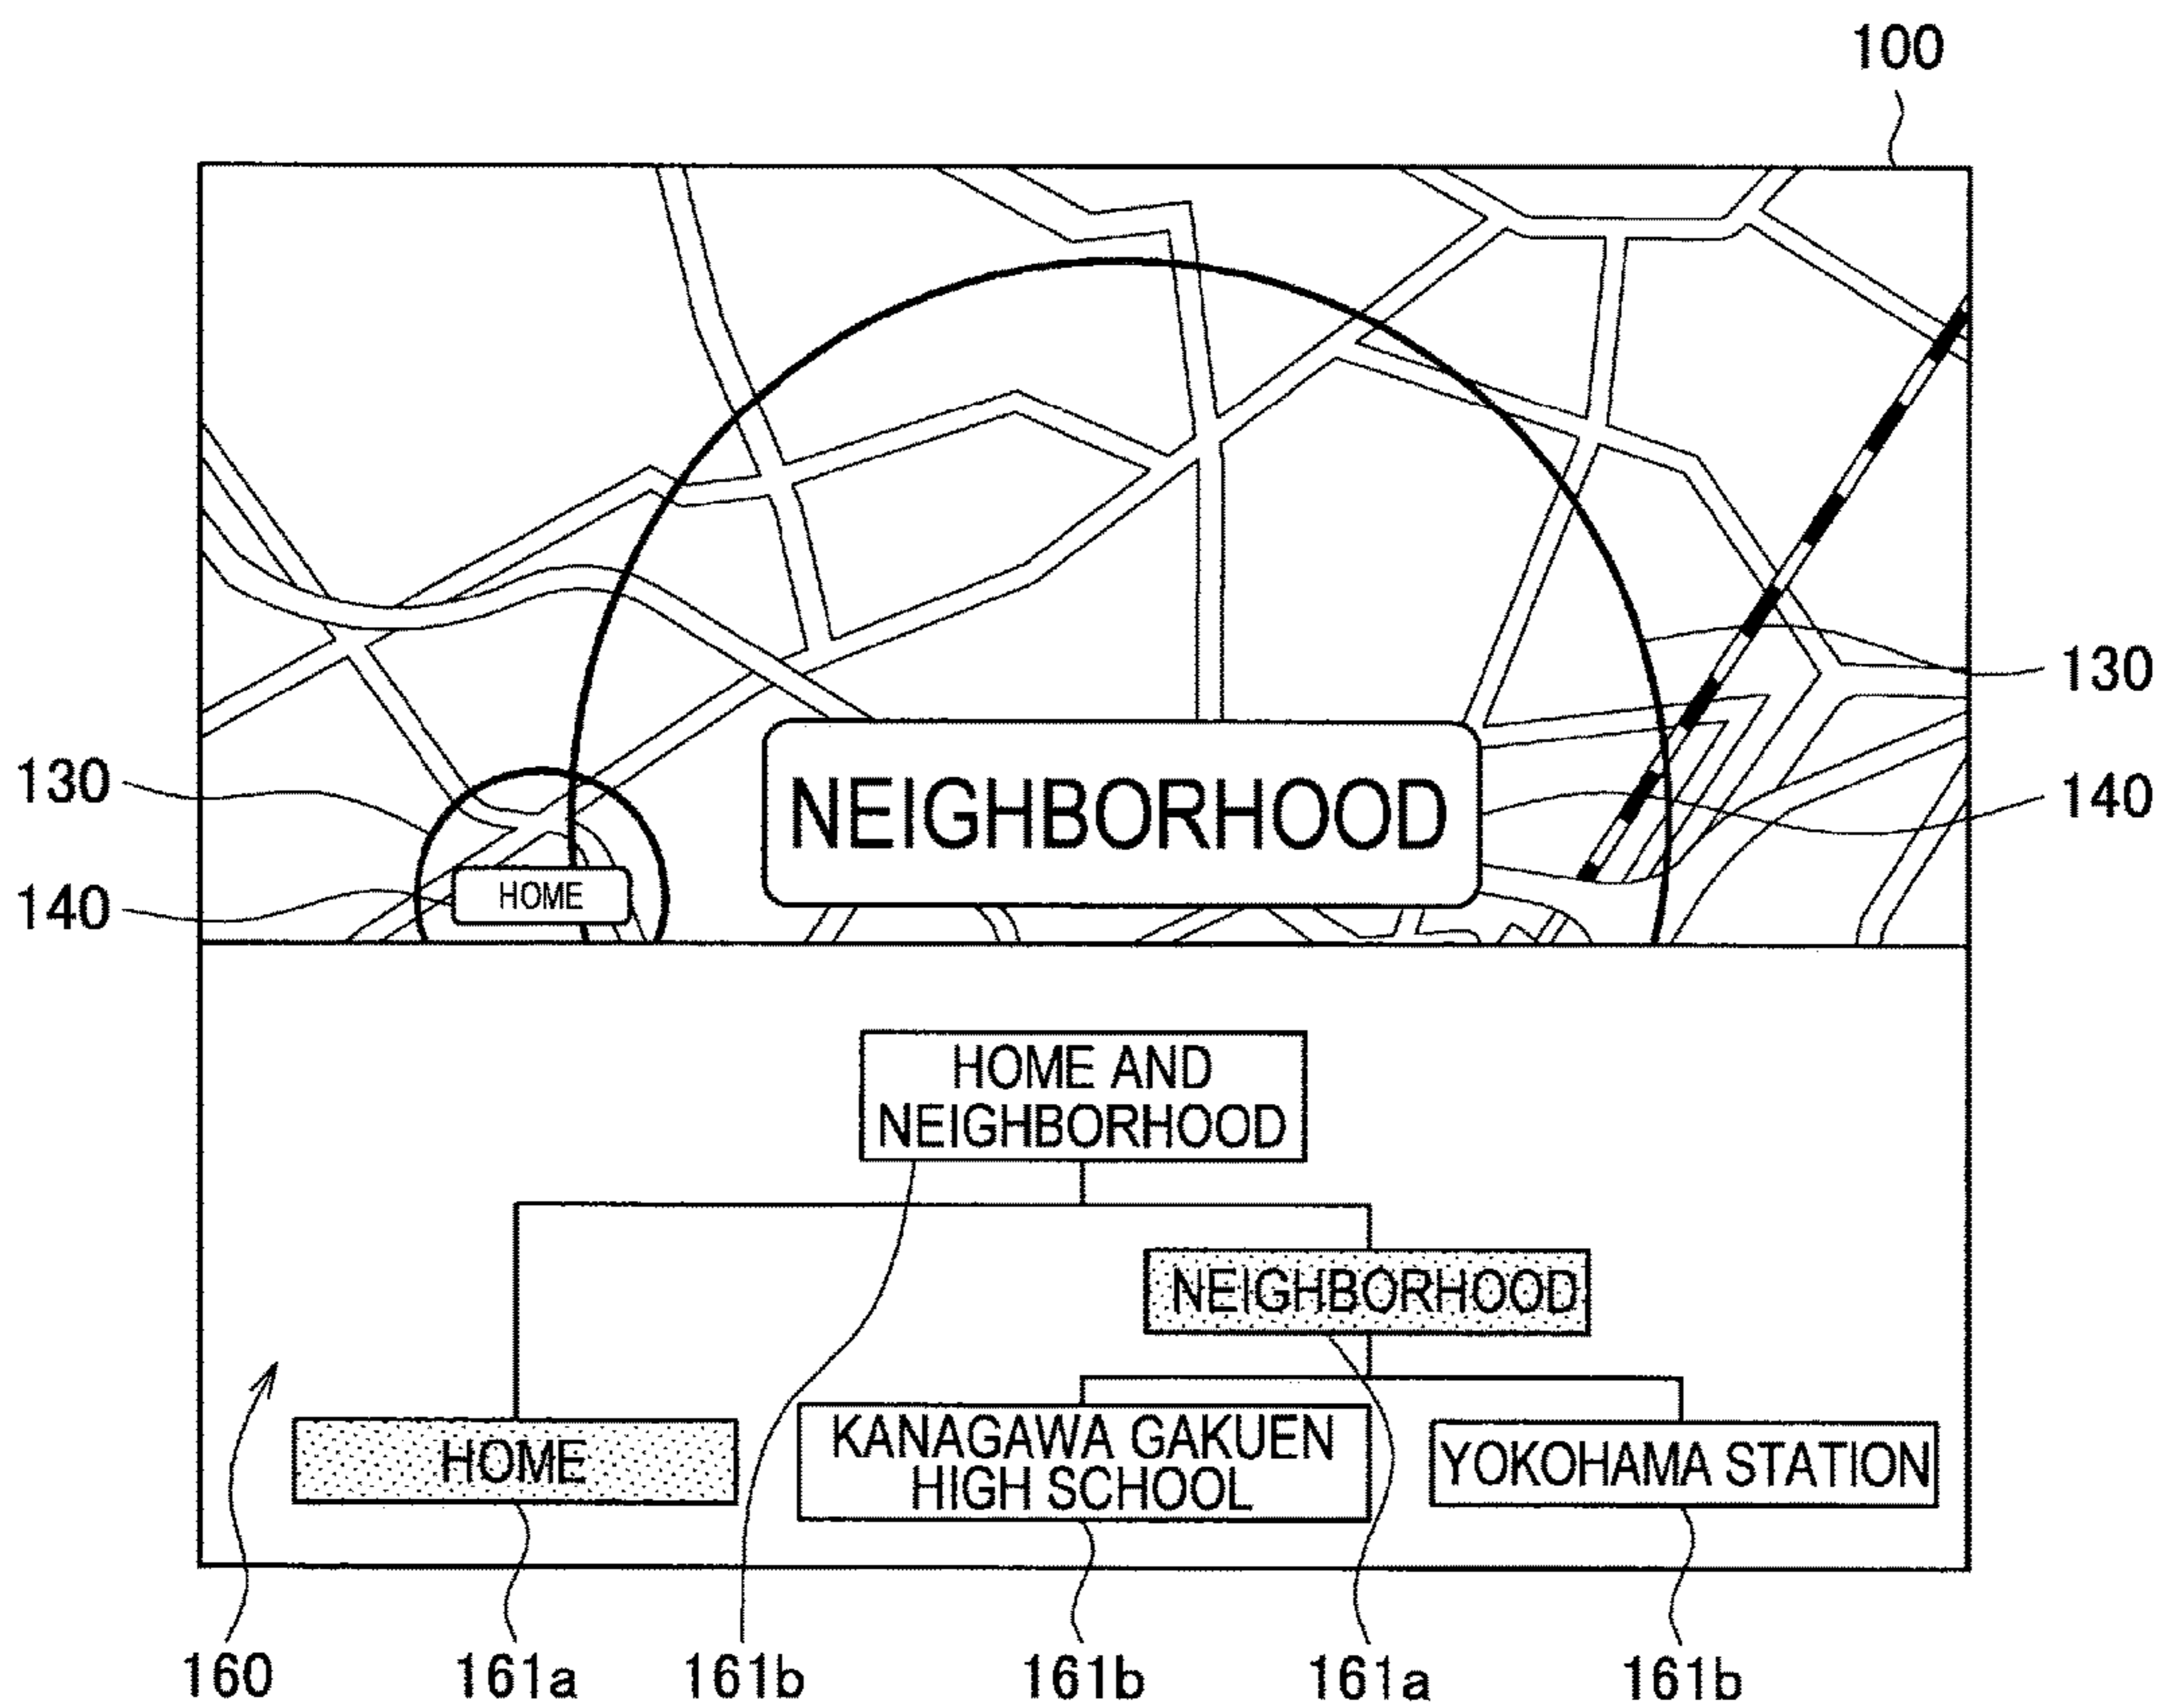 100
130
NEIGHBORHOOD
130
140
HOME
140
HOME AND
NEIGHBORHOOD
NEIGHBORHOOD
HOME
KANAGAWA GAKUEN
HIGH SCHOOL
YOKOHAMA STATION
160
161a
161b
161b
161a
161b